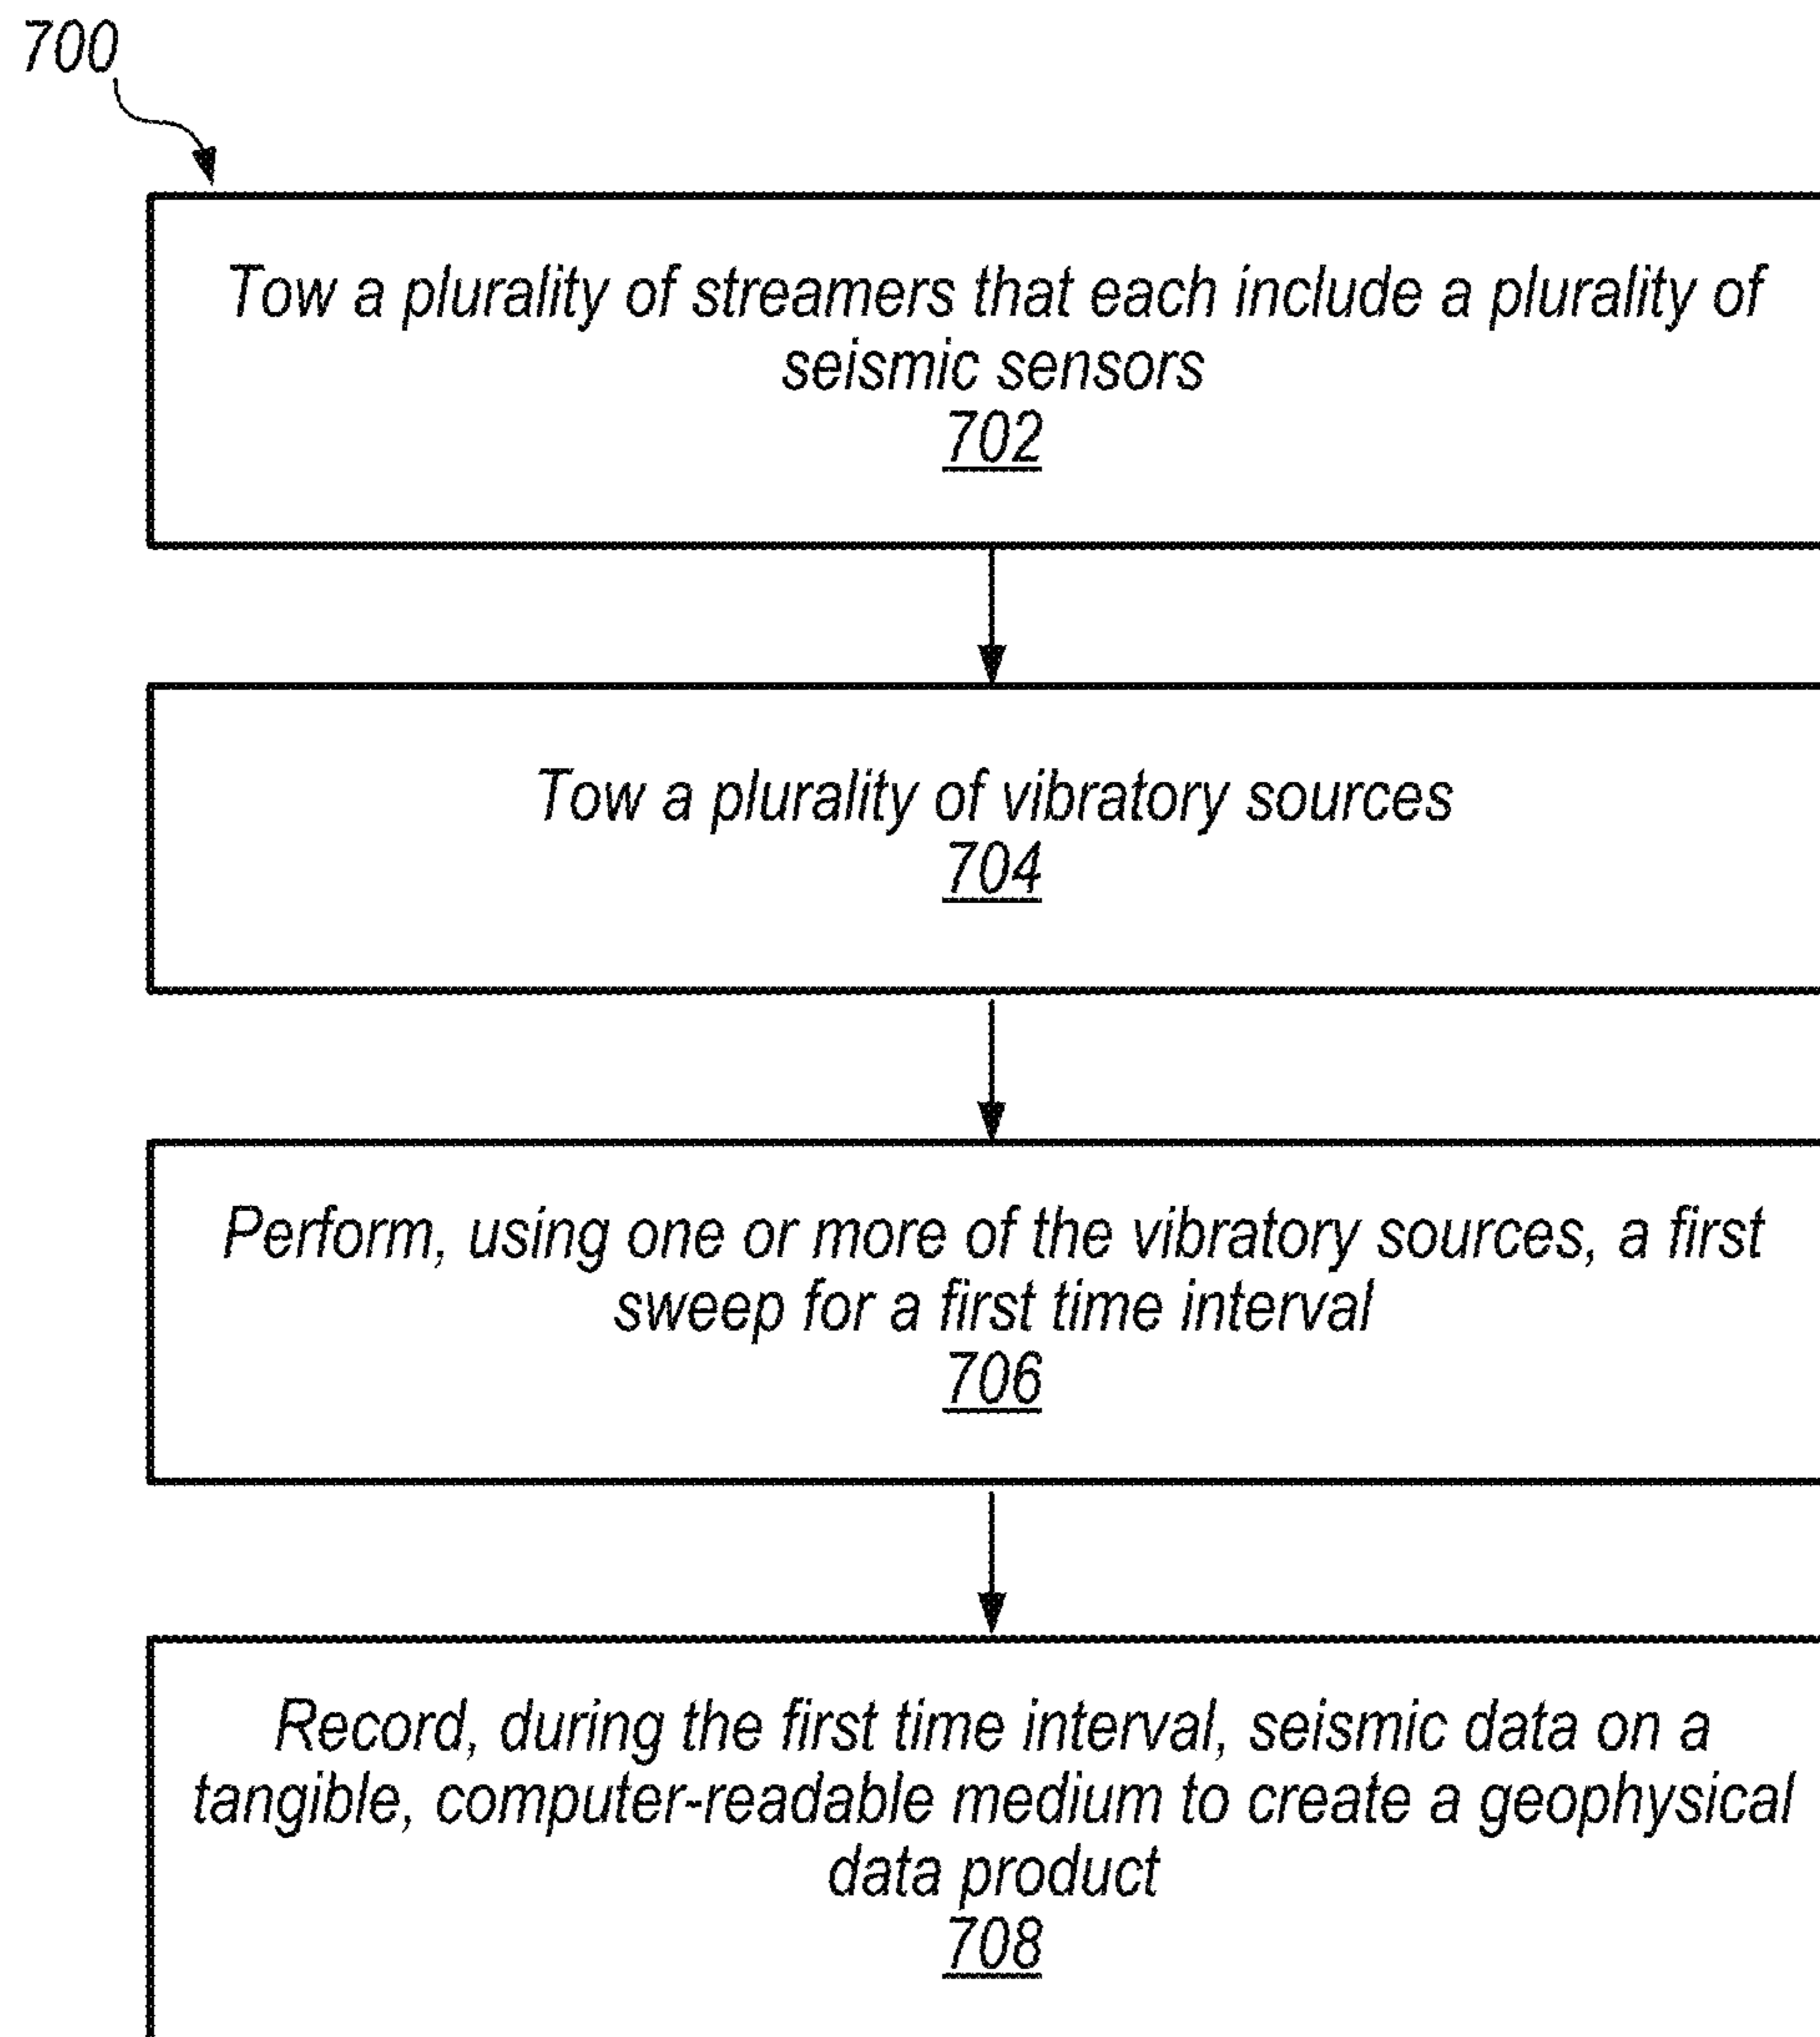 700
Tow a plurality of streamers that each include a plurality of
seismic sensors
702
Tow a plurality of vibratory sources
704
Perform, using one or more of the vibratory sources, a first
sweep for a first time interval
706
Record, during the first time interval, seismic data on a
tangible, computer-readable medium to create a geophysical
data product
708